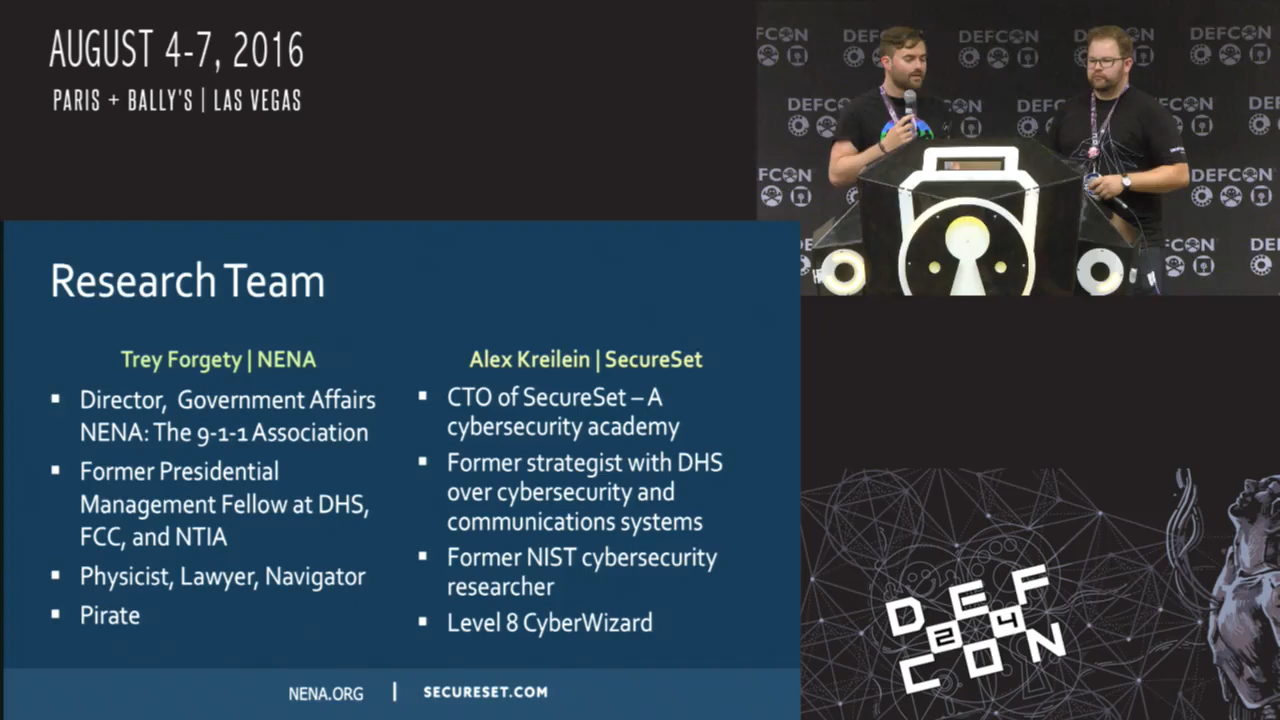 AUGUST 4-7, 2016
PARIS + BALLY'S | LAS VEGAS
DEFCON
Research Team
Trey Forgety | NENA
▪ Director, Government Affairs
NENA: The 9-1-1 Association
▪ Former Presidential
Management Fellow at DHS,
FCC, and NTIA
▪ Physicist, Lawyer, Navigator
▪ Pirate
Alex Kreilein | SecureSet
▪ CTO of SecureSet – A
cybersecurity academy
▪ Former strategist with DHS
over cybersecurity and
communications systems
▪ Former NIST cybersecurity
researcher
▪ Level 8 CyberWizard
NENA.ORG | SECURESET.COM
DEF
24
CON